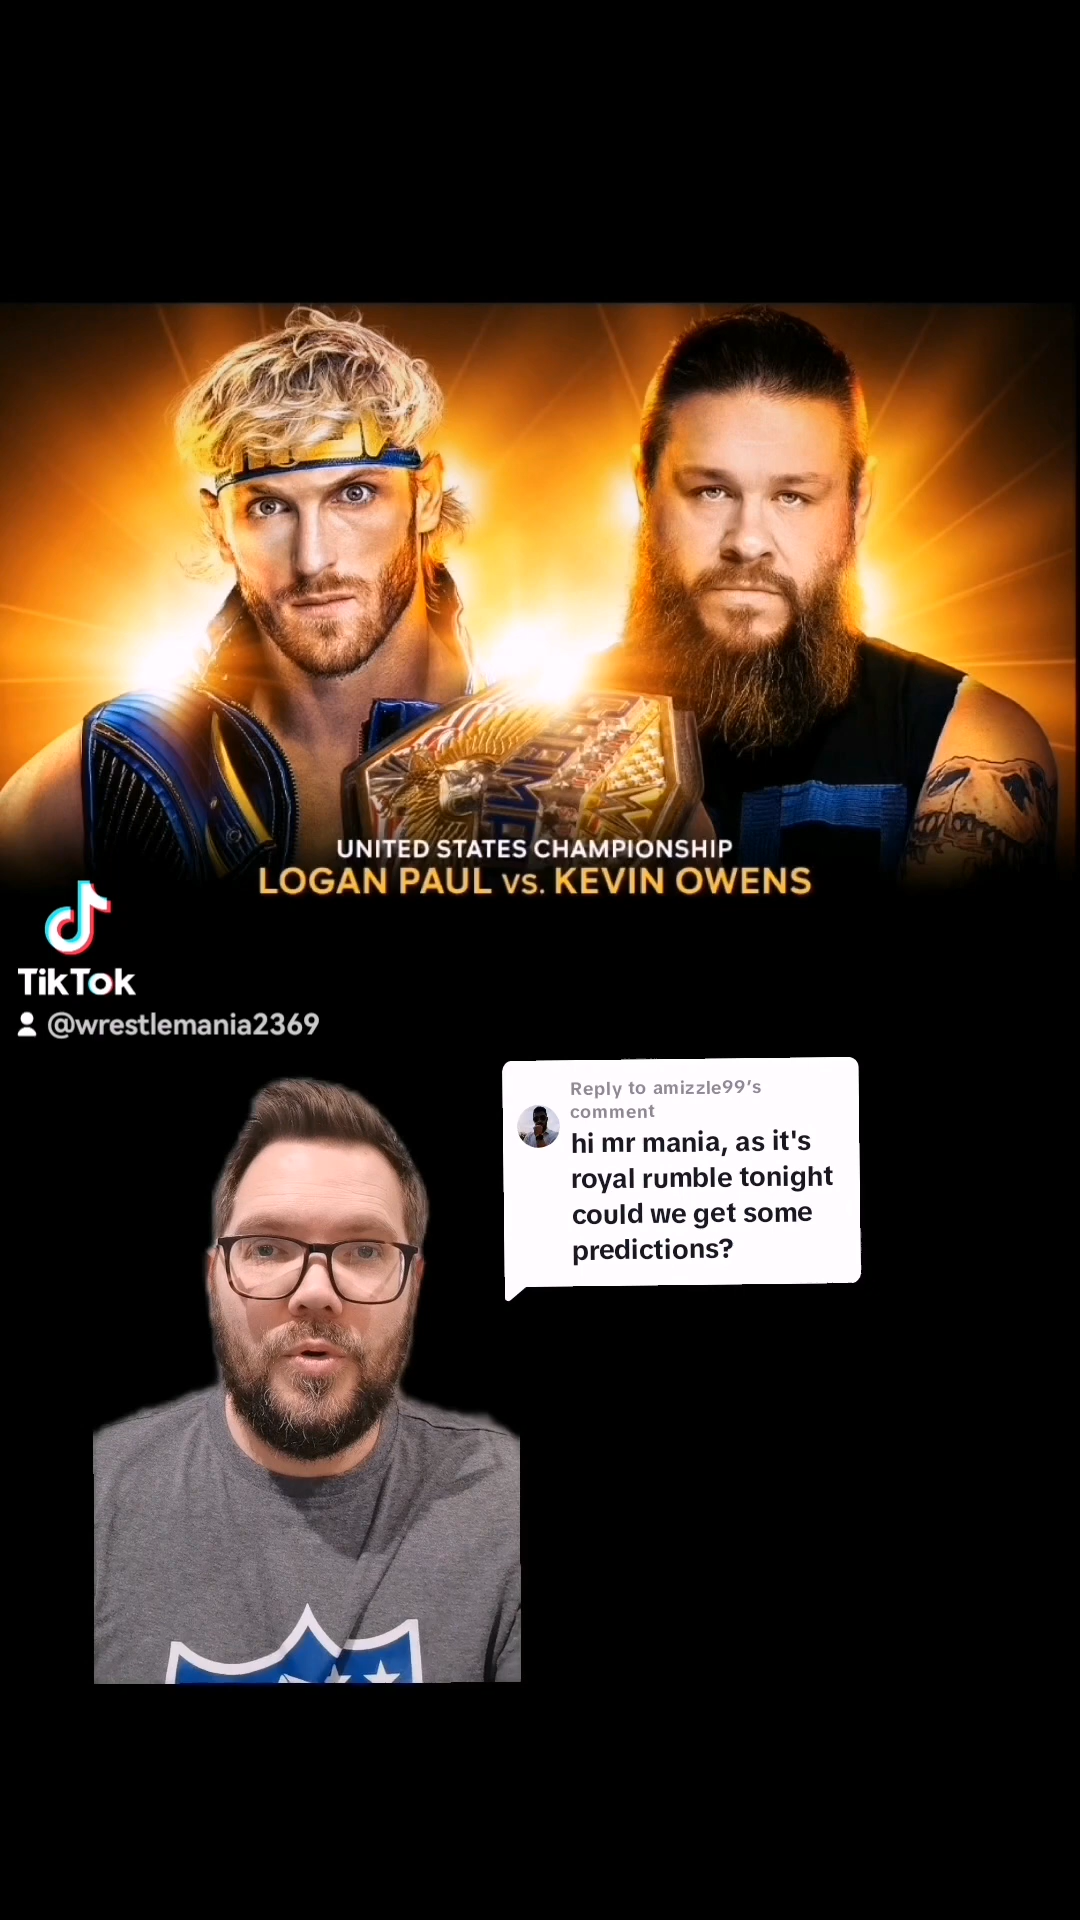 UNITED STATES CHAMPIONSHIP
LOGAN PAUL VS. KEVIN OWENS
TikTok
@wrestlemania2369
Reply to amizzle99's
comment
hi mr mania, as it's
royal rumble tonight
could we get some
predictions?